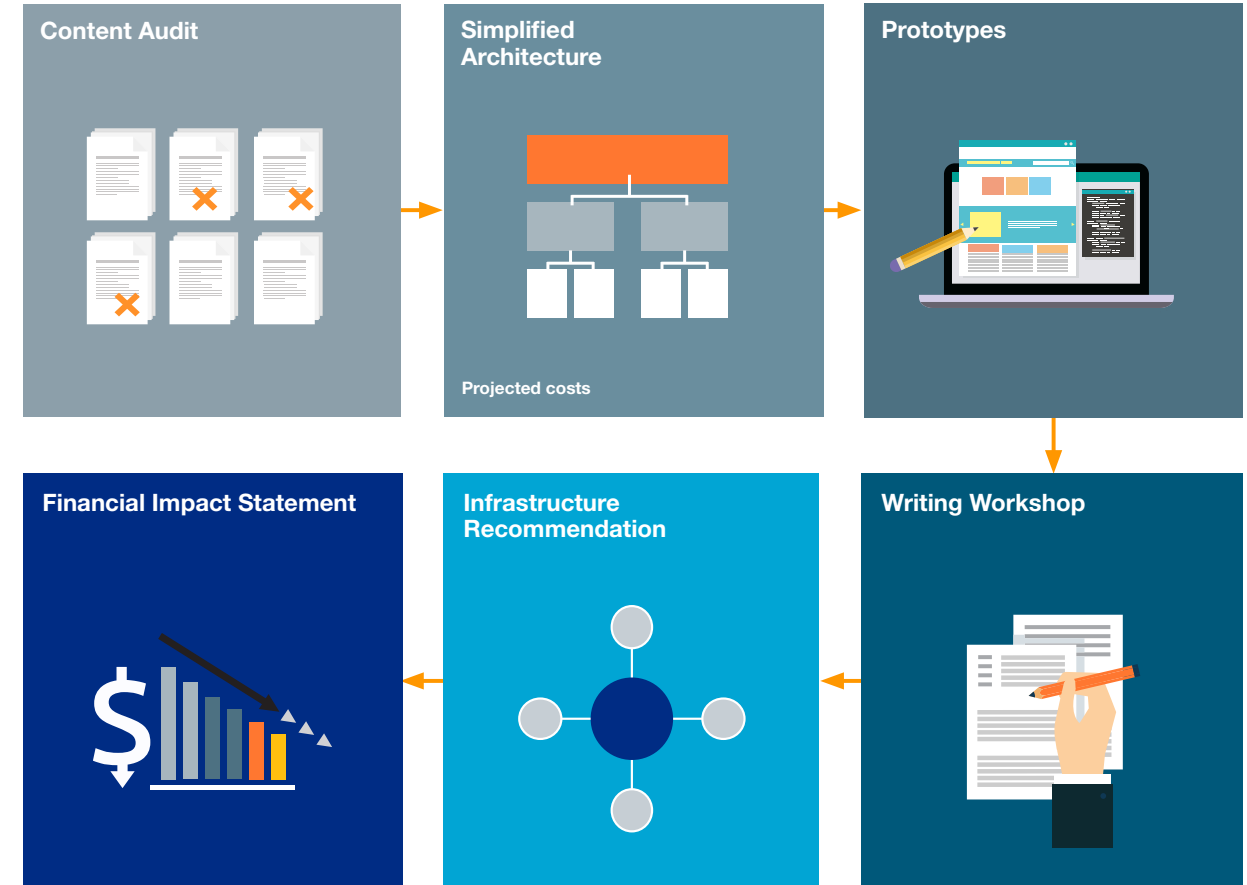 Content Audit
Simplified
Architecture
Projected costs
Prototypes
Writing Workshop
Infrastructure
Recommendation
Financial Impact Statement
$